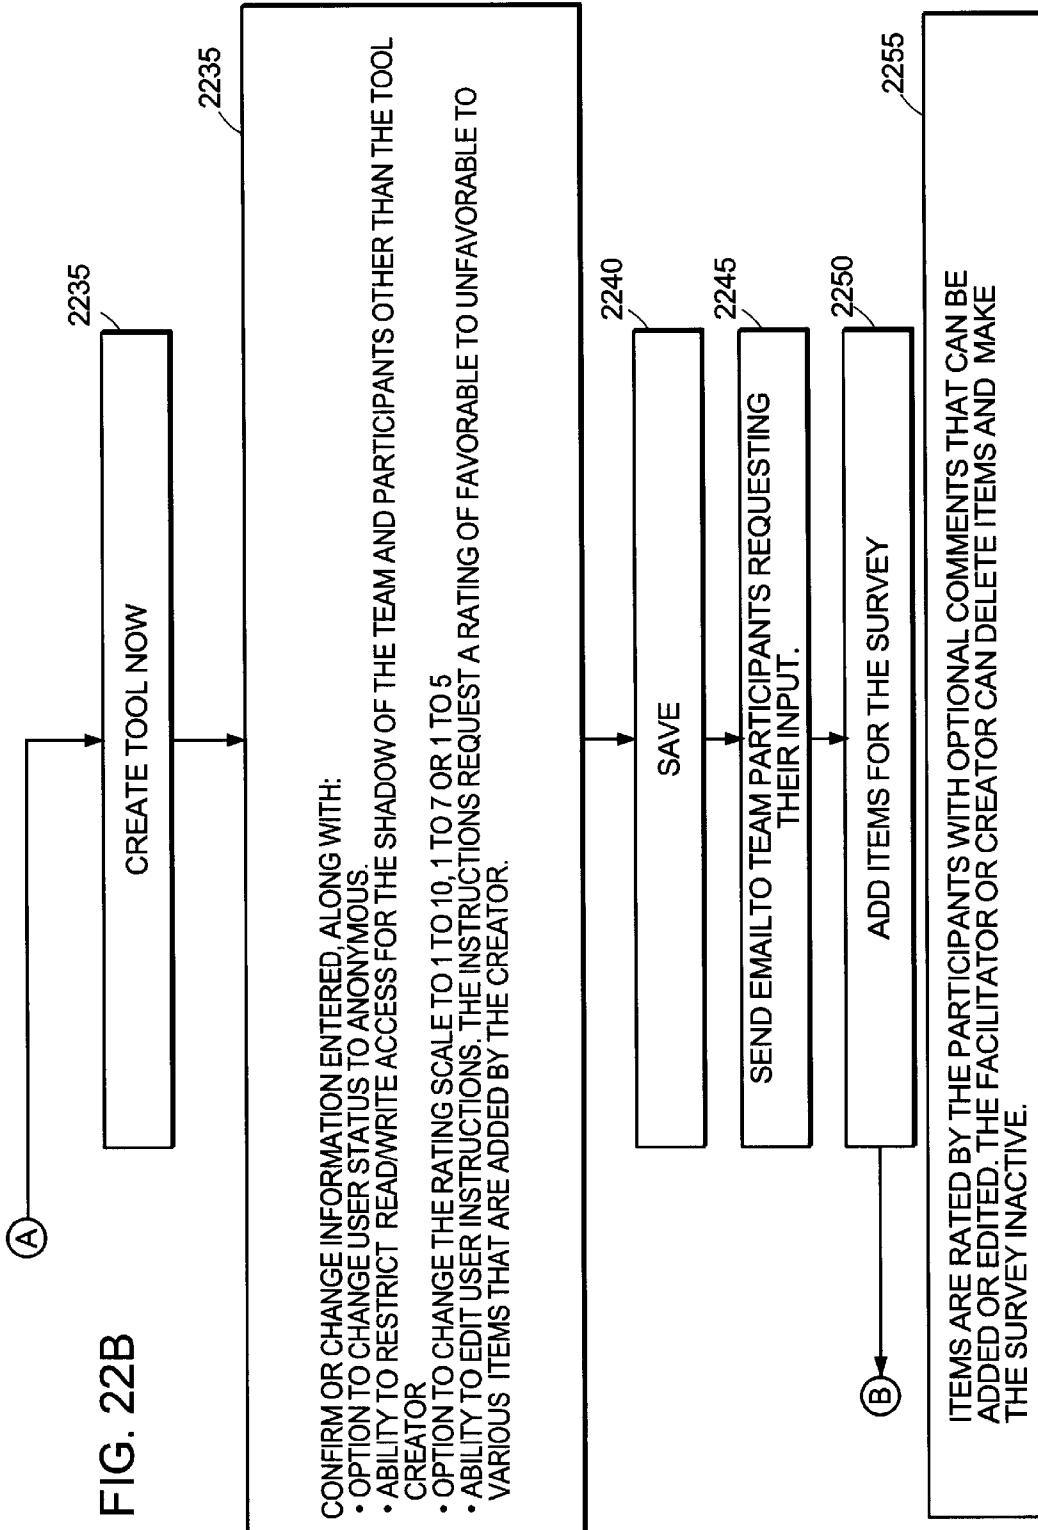 FIG. 22B
A
2235
CREATE TOOL NOW
2235
CONFIRM OR CHANGE INFORMATION ENTERED, ALONG WITH:
• OPTION TO CHANGE USER STATUS TO ANONYMOUS.
• ABILITY TO RESTRICT READ/WRITE ACCESS FOR THE SHADOW OF THE TEAM AND PARTICIPANTS OTHER THAN THE TOOL
CREATOR
• OPTION TO CHANGE THE RATING SCALE TO 1 TO 10, 1 TO 7 OR 1 TO 5
• ABILITY TO EDIT USER INSTRUCTIONS. THE INSTRUCTIONS REQUEST A RATING OF FAVORABLE TO UNFAVORABLE TO
VARIOUS ITEMS THAT ARE ADDED BY THE CREATOR.
2240
SAVE
2245
SEND EMAIL TO TEAM PARTICIPANTS REQUESTING
THEIR INPUT.
2250
ADD ITEMS FOR THE SURVEY
B
2255
ITEMS ARE RATED BY THE PARTICIPANTS WITH OPTIONAL COMMENTS THAT CAN BE
ADDED OR EDITED. THE FACILITATOR OR CREATOR CAN DELETE ITEMS AND MAKE
THE SURVEY INACTIVE.